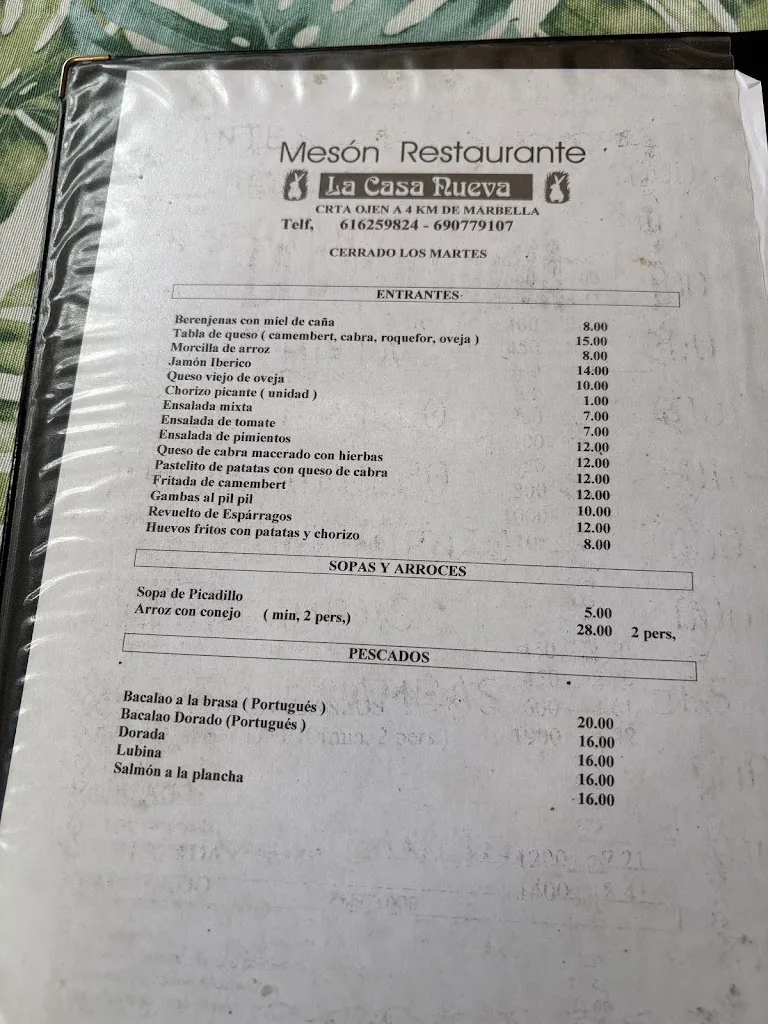 Mesón Restaurante
La Casa Nueva
CRTA OJEN A 4 KM DE MARBELLA
Telf, 616259824 - 690779107
CERRADO LOS MARTES
ENTRANTES
Berenjenas con miel de caña 8.00
Tabla de queso ( camembert, cabra, roquefor, oveja ) 15.00
Morcilla de arroz 8.00
Jamón Iberico 14.00
Queso viejo de oveja 10.00
Chorizo picante ( unidad ) 1.00
Ensalada mixta 7.00
Ensalada de tomate 7.00
Ensalada de pimientos 12.00
Queso de cabra macerado con hierbas 12.00
Pastelito de patatas con queso de cabra 12.00
Fritada de camembert 12.00
Gambas al pil pil 10.00
Revuelto de Espárragos 12.00
Huevos fritos con patatas y chorizo 8.00
SOPAS Y ARROCES
Sopa de Picadillo 5.00
Arroz con conejo ( min, 2 pers,) 28.00 2 pers,
PESCADOS
Bacalao a la brasa ( Portugués ) 20.00
Bacalao Dorado (Portugués ) 16.00
Dorada 16.00
Lubina 16.00
Salmón a la plancha 16.00